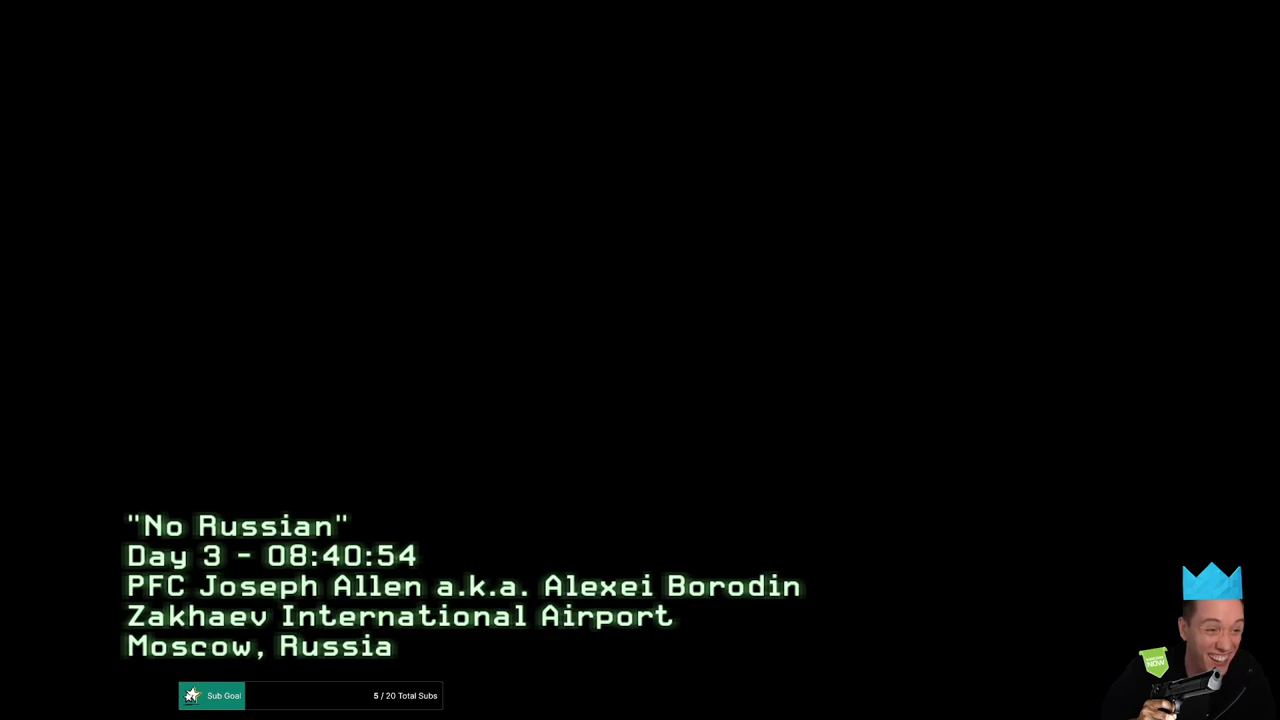 "No Russian"
Day 3 - 08:40:54
PFC Joseph Allen a.k.a. Alexei Borodin
Zakhaev International Airport
Moscow, Russia
Sub Goal
5 / 20 Total Subs
NOW